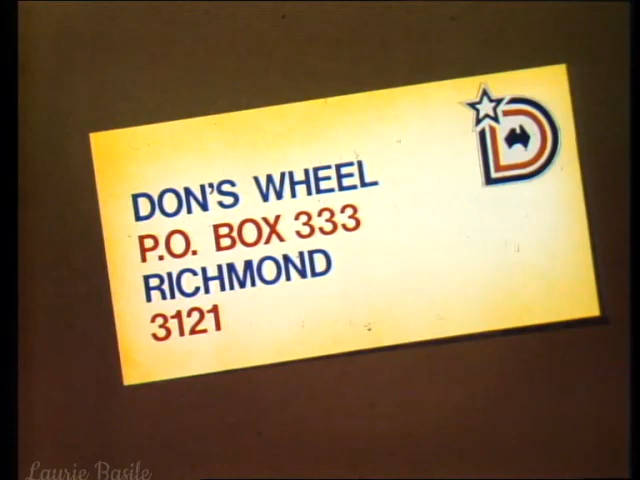 DON'S WHEEL
P.O. BOX 333
RICHMOND
3121
Laurie Basile